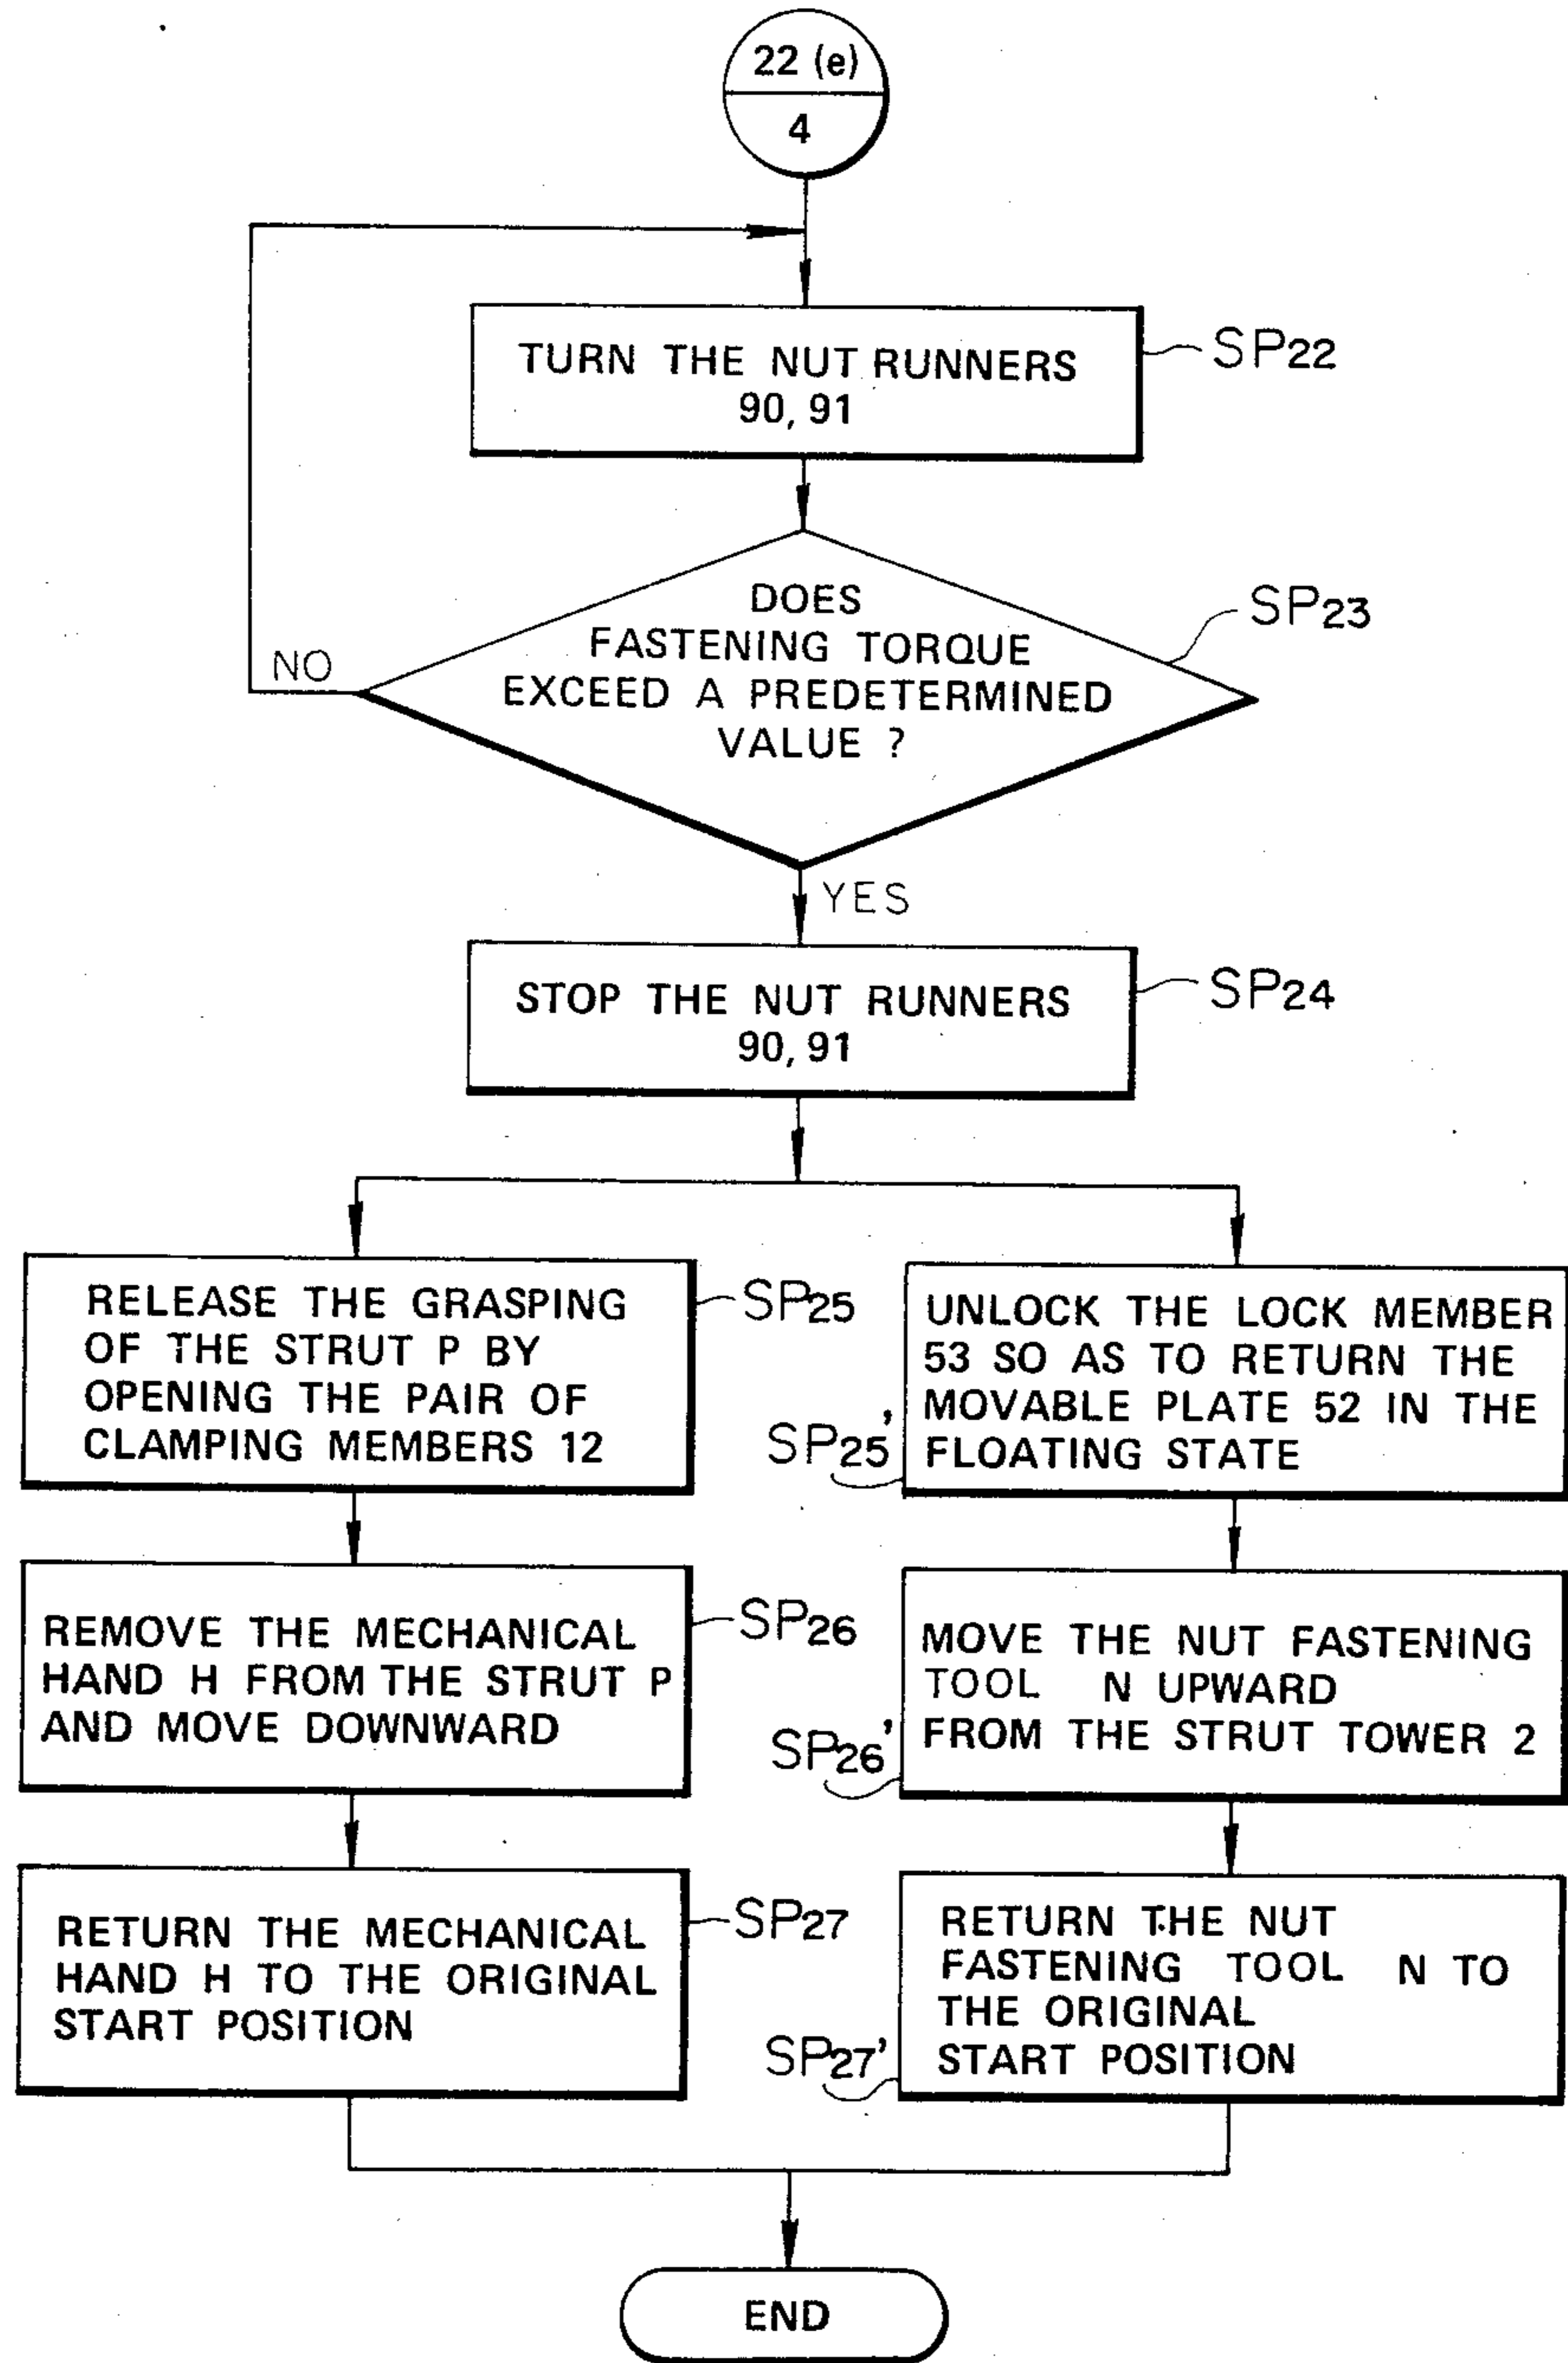 22 (e)
4
TURN THE NUT RUNNERS
90, 91
SP22
DOES
FASTENING TORQUE
EXCEED A PREDETERMINED
VALUE ?
SP23
NO
YES
STOP THE NUT RUNNERS
90, 91
SP24
RELEASE THE GRASPING
OF THE STRUT P BY
OPENING THE PAIR OF
CLAMPING MEMBERS 12
SP25
UNLOCK THE LOCK MEMBER
53 SO AS TO RETURN THE
MOVABLE PLATE 52 IN THE
FLOATING STATE
SP25'
REMOVE THE MECHANICAL
HAND H FROM THE STRUT P
AND MOVE DOWNWARD
SP26
MOVE THE NUT FASTENING
TOOL N UPWARD
FROM THE STRUT TOWER 2
SP26'
RETURN THE MECHANICAL
HAND H TO THE ORIGINAL
START POSITION
SP27
RETURN THE NUT
FASTENING TOOL N TO
THE ORIGINAL
START POSITION
SP27'
END